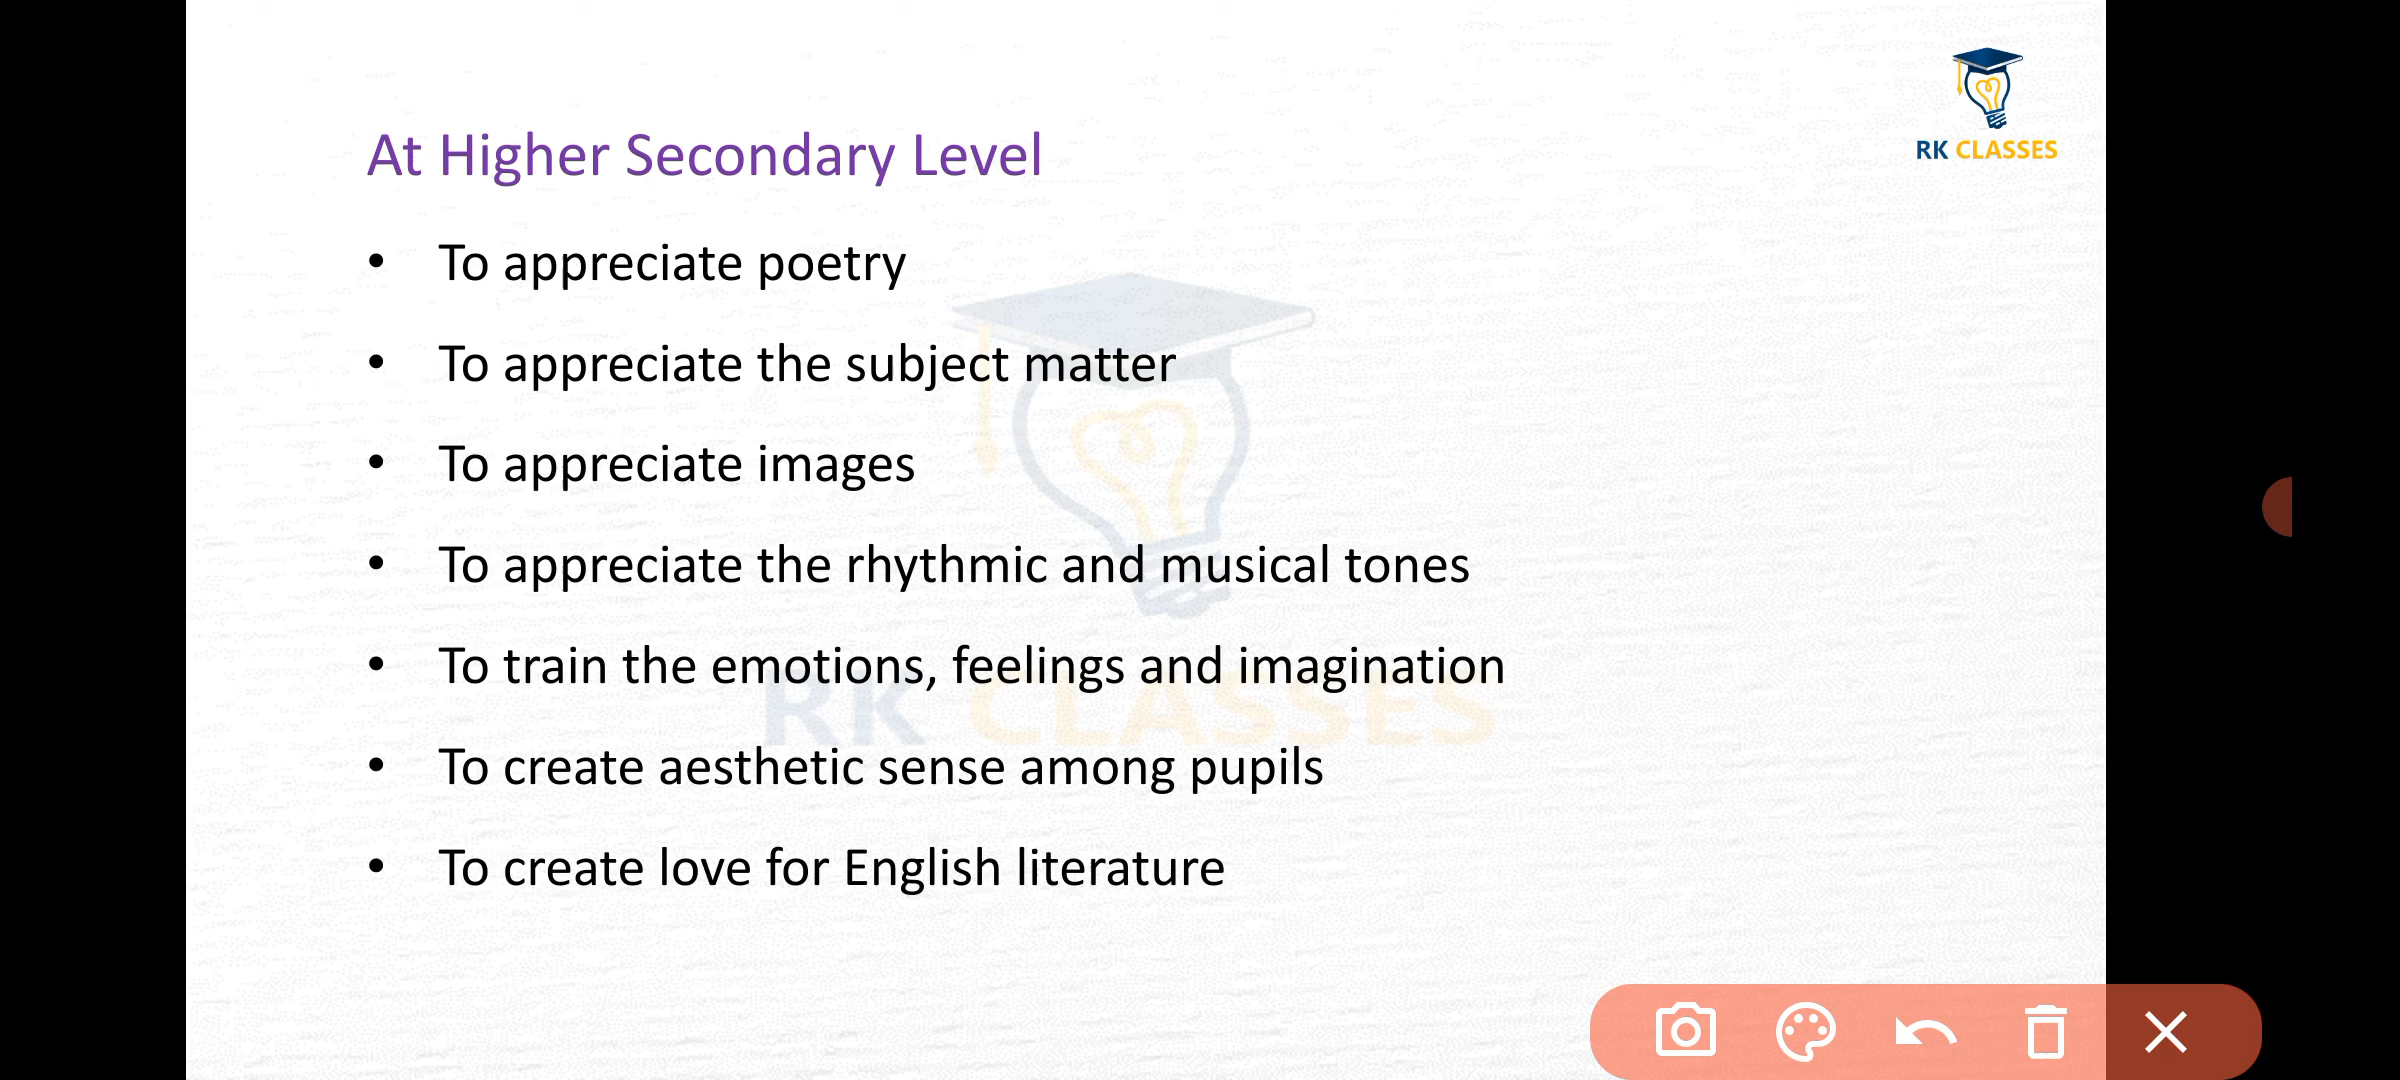 RK CLASSES
At Higher Secondary Level
• To appreciate poetry
• To appreciate the subject matter
• To appreciate images
• To appreciate the rhythmic and musical tones
• To train the emotions, feelings and imagination
• To create aesthetic sense among pupils
• To create love for English literature
RK CLASSES